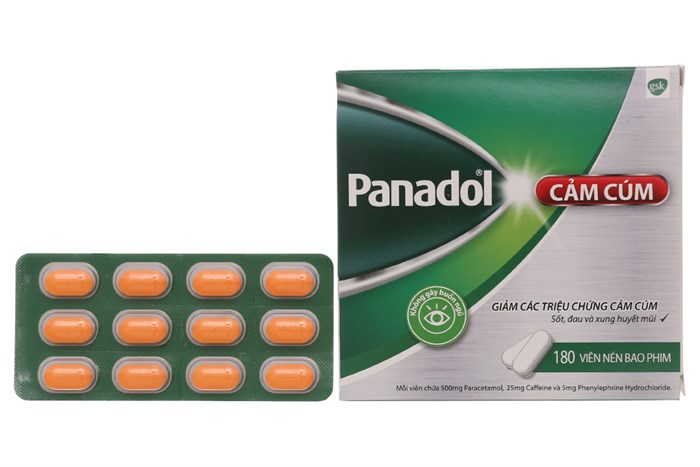 gsk
Panadol®
CẢM CÚM
Không gây buồn ngủ
GIẢM CÁC TRIỆU CHỨNG CẢM CÚM
Sốt, đau và xung huyết mũi ✓
180 VIÊN NÉN BAO PHIM
Mỗi viên chứa 500mg Paracetamol, 25mg Caffeine và 5mg Phenylephrine Hydrochloride.